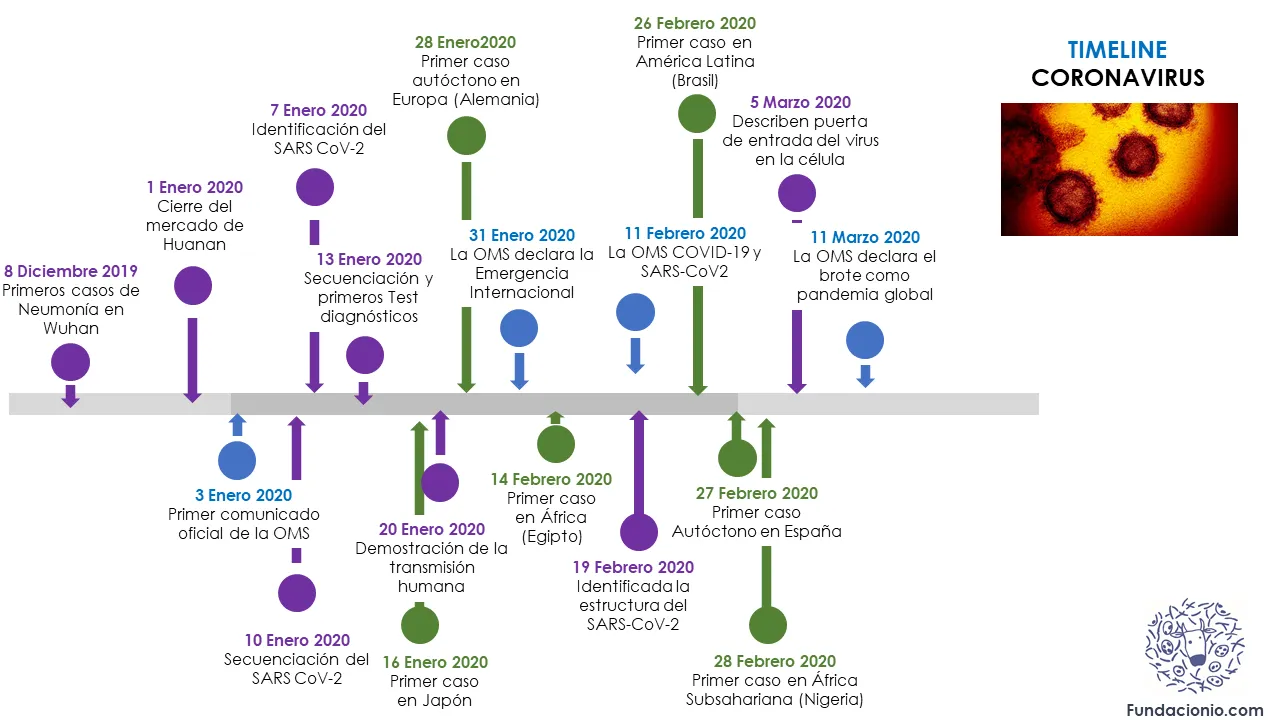 TIMELINE
CORONAVIRUS
8 Diciembre 2019
Primeros casos de
Neumonía en
Wuhan
1 Enero 2020
Cierre del
mercado de
Huanan
3 Enero 2020
Primer comunicado
oficial de la OMS
7 Enero 2020
Identificación del
SARS CoV-2
10 Enero 2020
Secuenciación del
SARS CoV-2
13 Enero 2020
Secuenciación y
primeros Test
diagnósticos
16 Enero 2020
Primer caso
en Japón
20 Enero 2020
Demostración de la
transmisión
humana
28 Enero2020
Primer caso
autóctono en
Europa (Alemania)
31 Enero 2020
La OMS declara la
Emergencia
Internacional
14 Febrero 2020
Primer caso
en África
(Egipto)
11 Febrero 2020
La OMS COVID-19 y
SARS-CoV2
19 Febrero 2020
Identificada la
estructura del
SARS-CoV-2
26 Febrero 2020
Primer caso en
América Latina
(Brasil)
27 Febrero 2020
Primer caso
Autóctono en España
28 Febrero 2020
Primer caso en África
Subsahariana (Nigeria)
5 Marzo 2020
Describen puerta
de entrada del virus
en la célula
11 Marzo 2020
La OMS declara el
brote como
pandemia global
Fundacionio.com